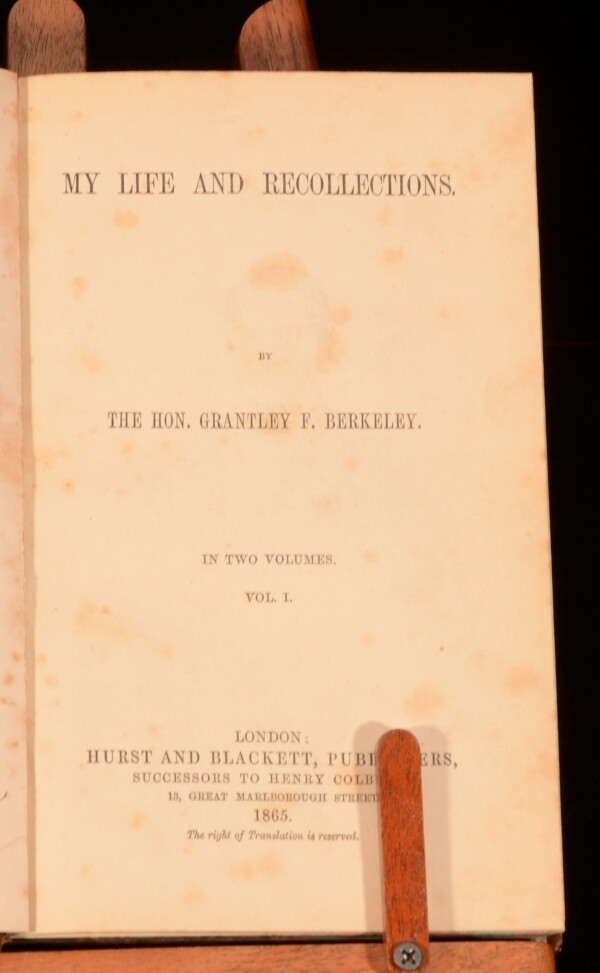 MY LIFE AND RECOLLECTIONS.
BY
THE HON. GRANTLEY F. BERKELEY.
IN TWO VOLUMES.
VOL. I.
LONDON:
HURST AND BLACKETT,
SUCCESSORS TO HENRY
13, GREAT MARLBOROUGH STREET
1865.
The right of Translation is reserved.